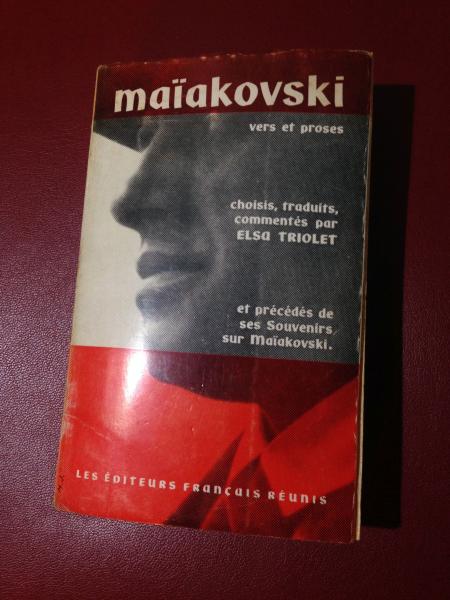 maïakovski
vers et proses
choisis, traduits,
commentés par
ELSA TRIOLET
et précédés de
ses Souvenirs
sur Maïakovski.
LES ÉDITEURS FRANÇAIS RÉUNIS